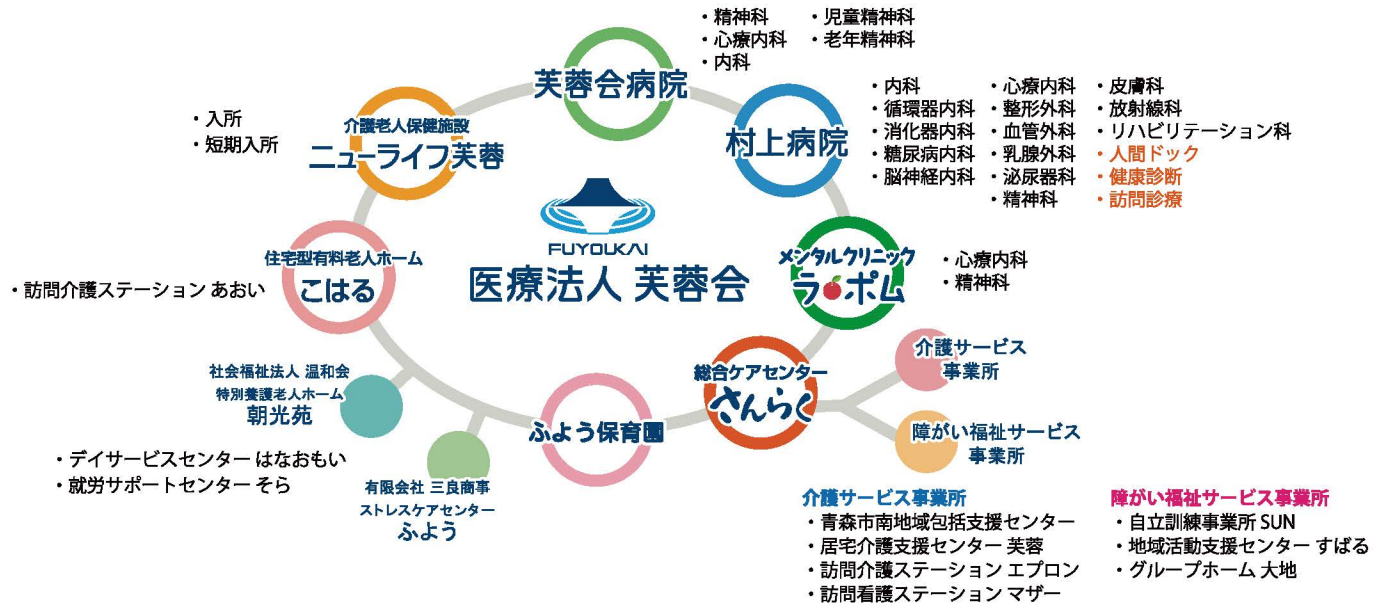 ・精神科
・心療内科
・内科
・児童精神科
・老年精神科
芙蓉会病院
・内科
・循環器内科
・消化器内科
・糖尿病内科
・脳神経内科
・心療内科
・整形外科
・血管外科
・乳腺外科
・泌尿器科
・精神科
・皮膚科
・放射線科
・リハビリテーション科
・人間ドック
・健康診断
・訪問診療
村上病院
・入所
・短期入所
介護老人保健施設
ニューライフ芙蓉
FUYOUKAI
医療法人 芙蓉会
メンタルクリニック
ラ・ポム
・心療内科
・精神科
住宅型有料老人ホーム
こはる
・訪問介護ステーション あおい
介護サービス
事業所
総合ケアセンター
さんらく
障がい福祉サービス
事業所
社会福祉法人 温和会
特別養護老人ホーム
朝光苑
ふよう保育園
・デイサービスセンター はなおもい
・就労サポートセンター そら
有限会社 三良商事
ストレスケアセンター
ふよう
介護サービス事業所
・青森市南地域包括支援センター
・居宅介護支援センター 芙蓉
・訪問介護ステーション エプロン
・訪問看護ステーション マザー
障がい福祉サービス事業所
・自立訓練事業所 SUN
・地域活動支援センター すばる
・グループホーム 大地